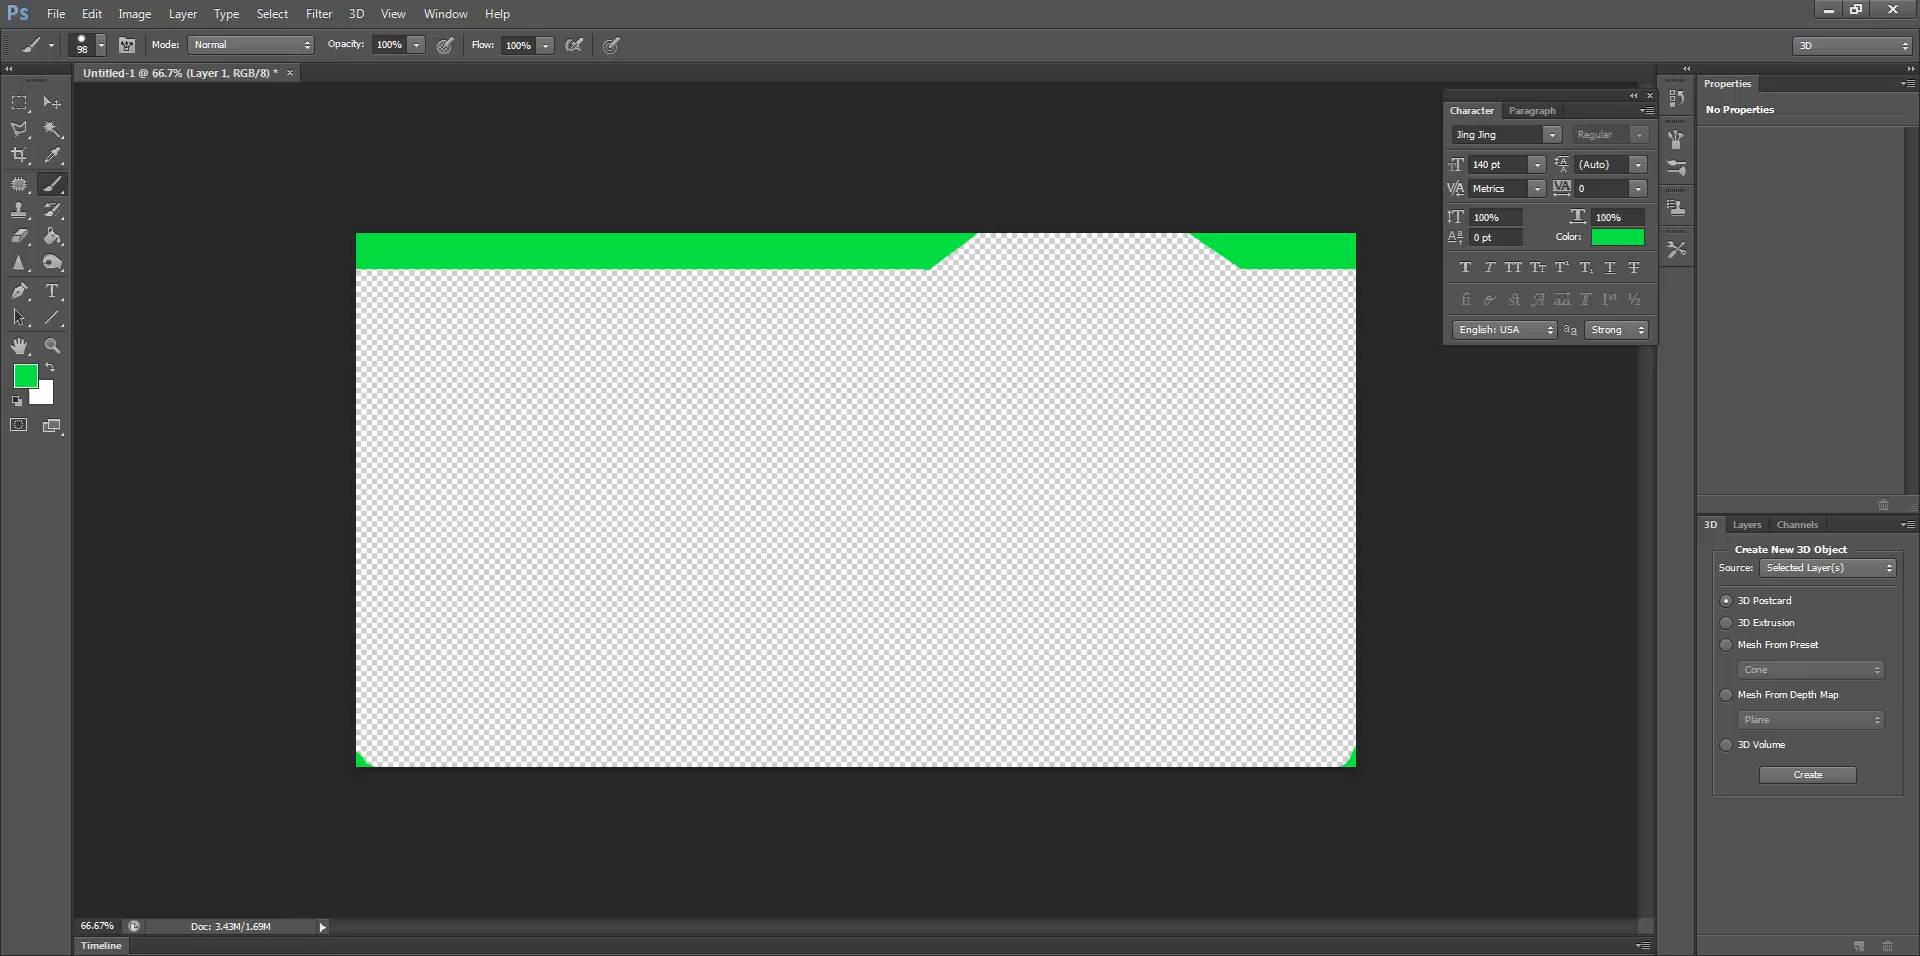 Ps File Edit Image Layer Type Select Filter 3D View Window Help
98 Mode: Normal Opacity: 100% Flow: 100% 3D
Untitled-1 @ 66.7% (Layer 1, RGB/8) * ×
Properties
No Properties
Character Paragraph
Jing Jing Regular
140 pt (Auto)
Metrics 0
100% 100%
0 pt Color:
English: USA Strong
3D Layers Channels
Create New 3D Object
Source: Selected Layer(s)
3D Postcard
3D Extrusion
Mesh From Preset
Cone
Mesh From Depth Map
Plane
3D Volume
Create
66.67% Doc: 3.43M/1.69M
Timeline